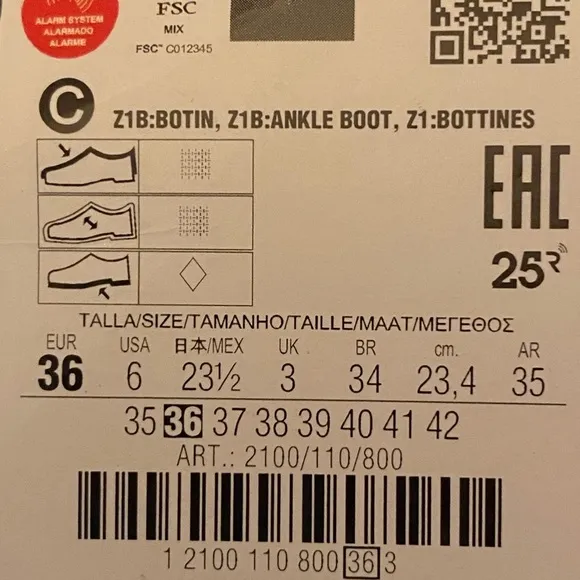 ALARM SYSTEM
ALARMADO
ALARME
FSC
MIX
FSC™ C012345
C
Z1B:BOTIN, Z1B:ANKLE BOOT, Z1:BOTTINES
EAC
25R
TALLA/SIZE/TAMANHO/TAILLE/MAAT/ΜΕΓΕΘΟΣ
EUR USA 日本/MEX UK BR cm. AR
36 6 23½ 3 34 23,4 35
35 36 37 38 39 40 41 42
ART.: 2100/110/800
1 2100 110 800 36 3